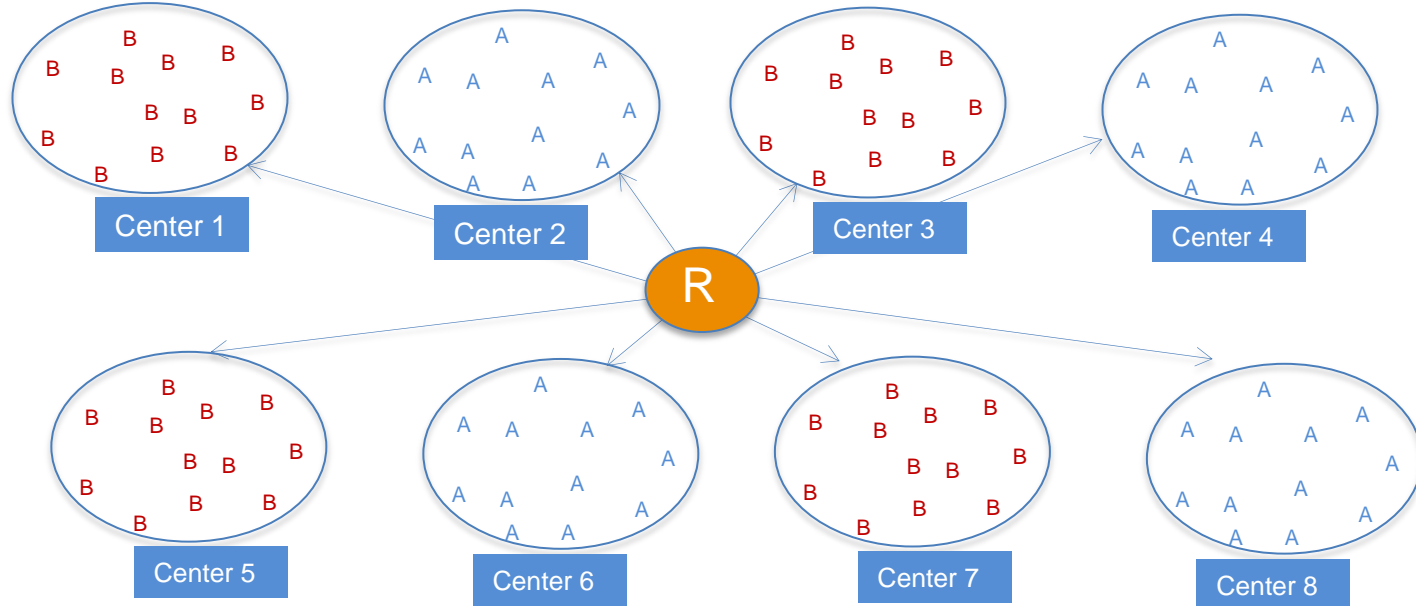 B
B B B B
B B B
B B B
B
Center 1
A
A A A A
A
A A A A
A A
Center 2
B
B B B B
B B B
B B B
B
Center 3
A
A A A A
A
A A A A
A A
Center 4
R
B
B B B B
B B B
B B B
B
Center 5
A
A A A A
A
A A A A
A A
Center 6
B
B B B B
B B B
B B B
B
Center 7
A
A A A A
A
A A A A
A A
Center 8